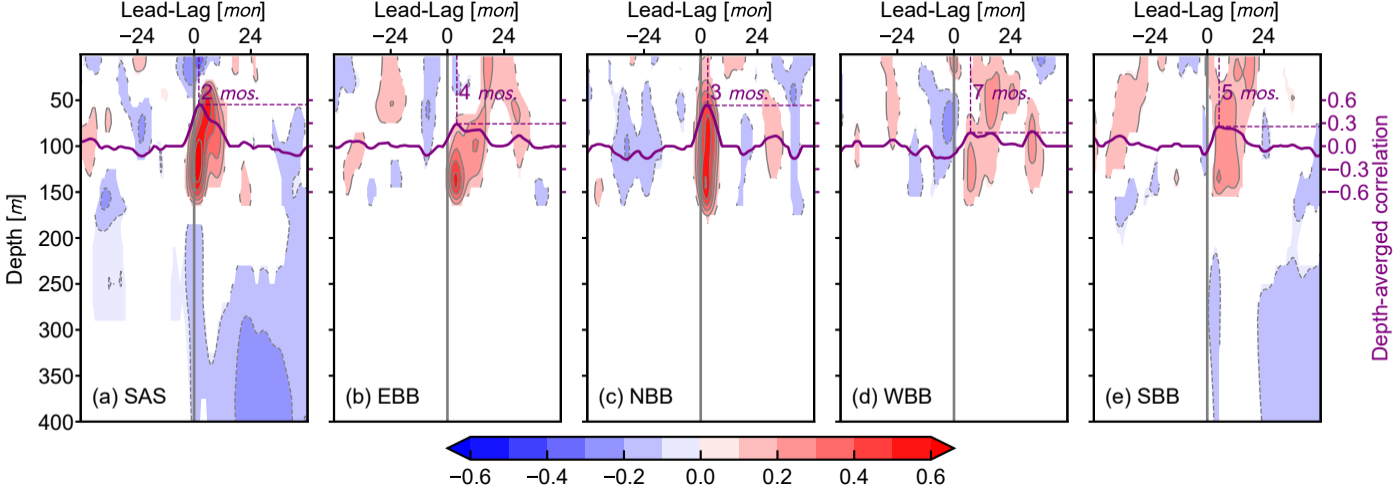 Lead-Lag [mon] Lead-Lag [mon] Lead-Lag [mon] Lead-Lag [mon] Lead-Lag [mon]
−24 0 24 −24 0 24 −24 0 24 −24 0 24 −24 0 24
2 mos. 4 mos. 3 mos. 7 mos. 5 mos.
50
100
150
200
250
300
350
400
Depth [m]
0.6
0.3
0.0
−0.3
−0.6
Depth-averged correlation
(a) SAS (b) EBB (c) NBB (d) WBB (e) SBB
−0.6 −0.4 −0.2 0.0 0.2 0.4 0.6